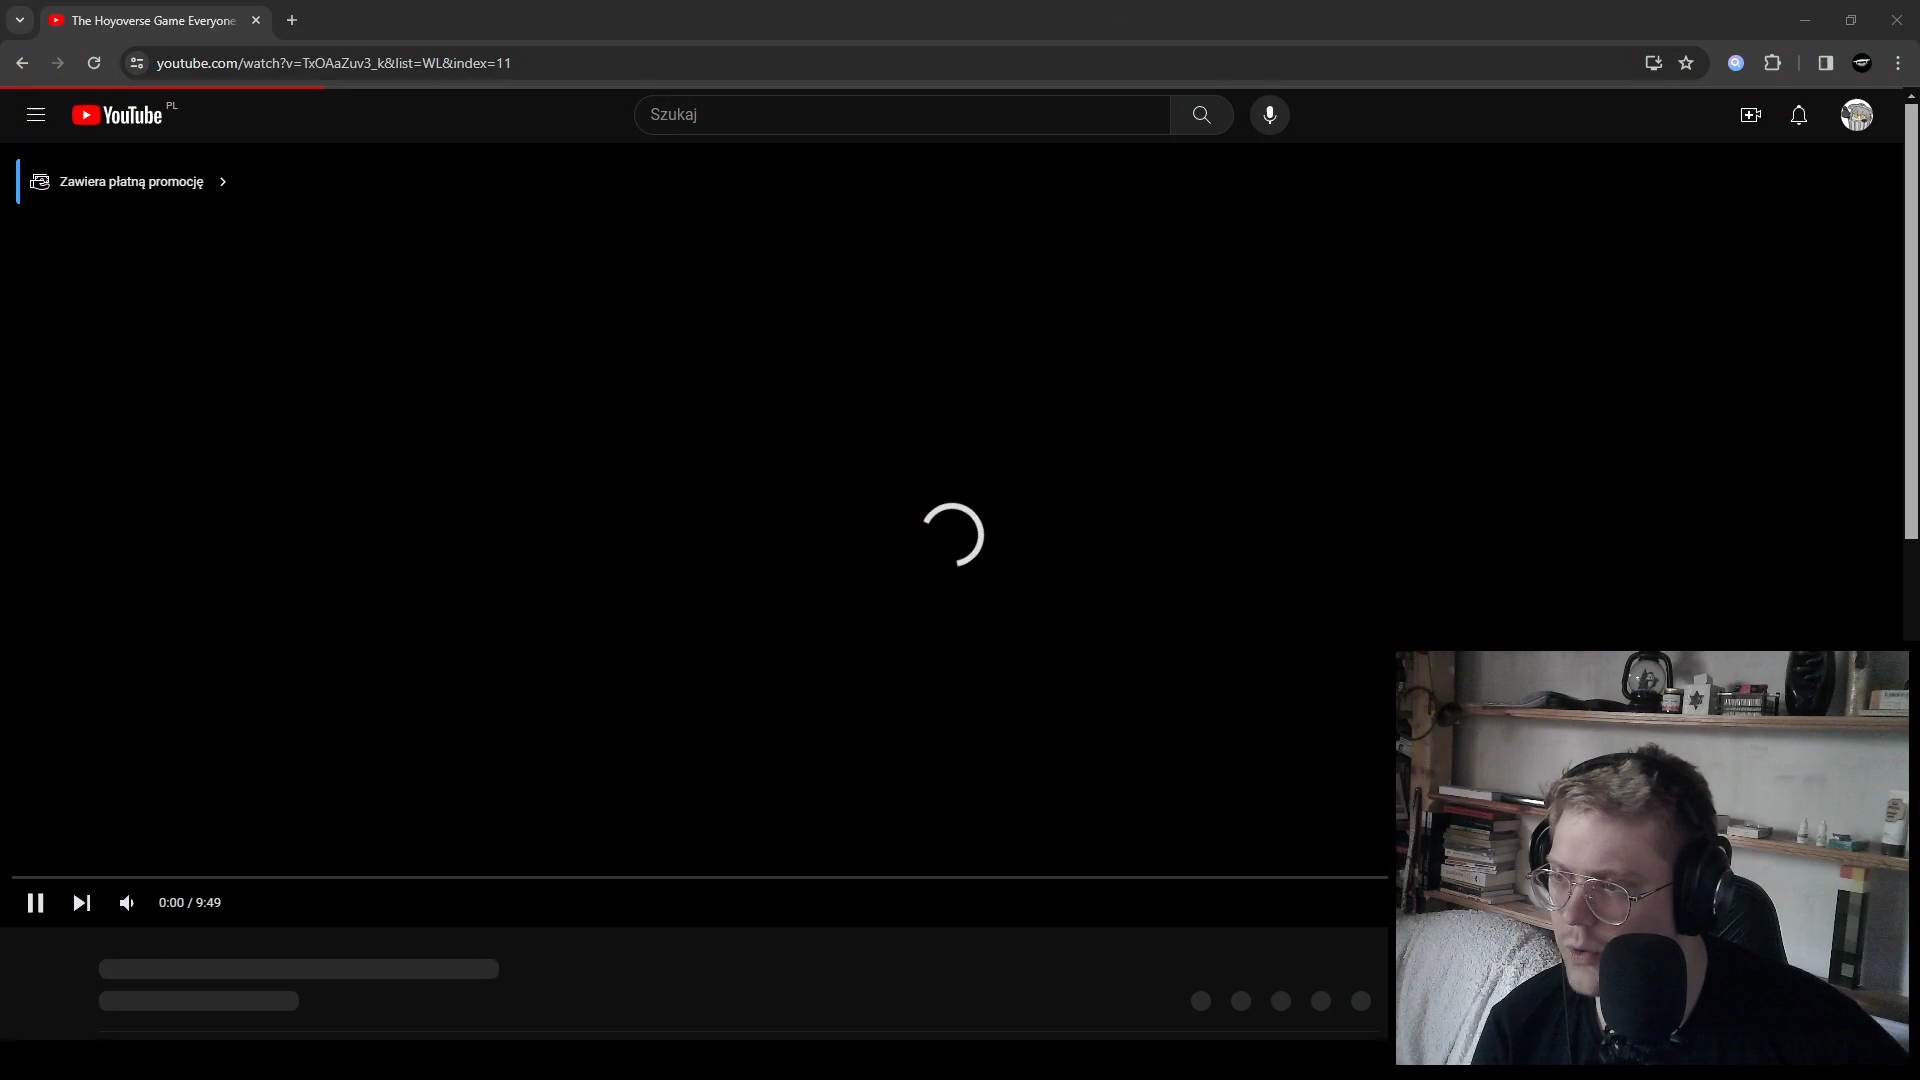 The Hoyoverse Game Everyone
youtube.com/watch?v=TxOAaZuv3_k&list=WL&index=11
YouTube PL
Szukaj
Zawiera płatną promocję
0:00 / 9:49